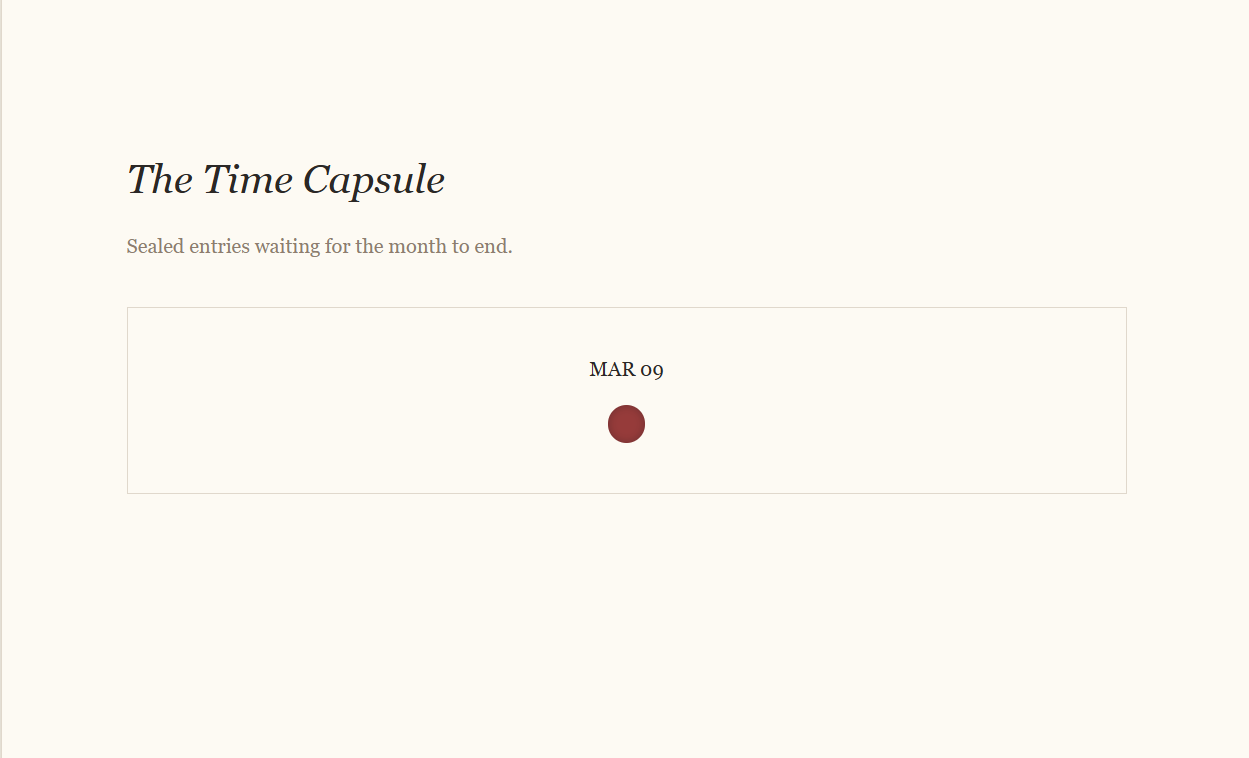 The Time Capsule
Sealed entries waiting for the month to end.
MAR 09